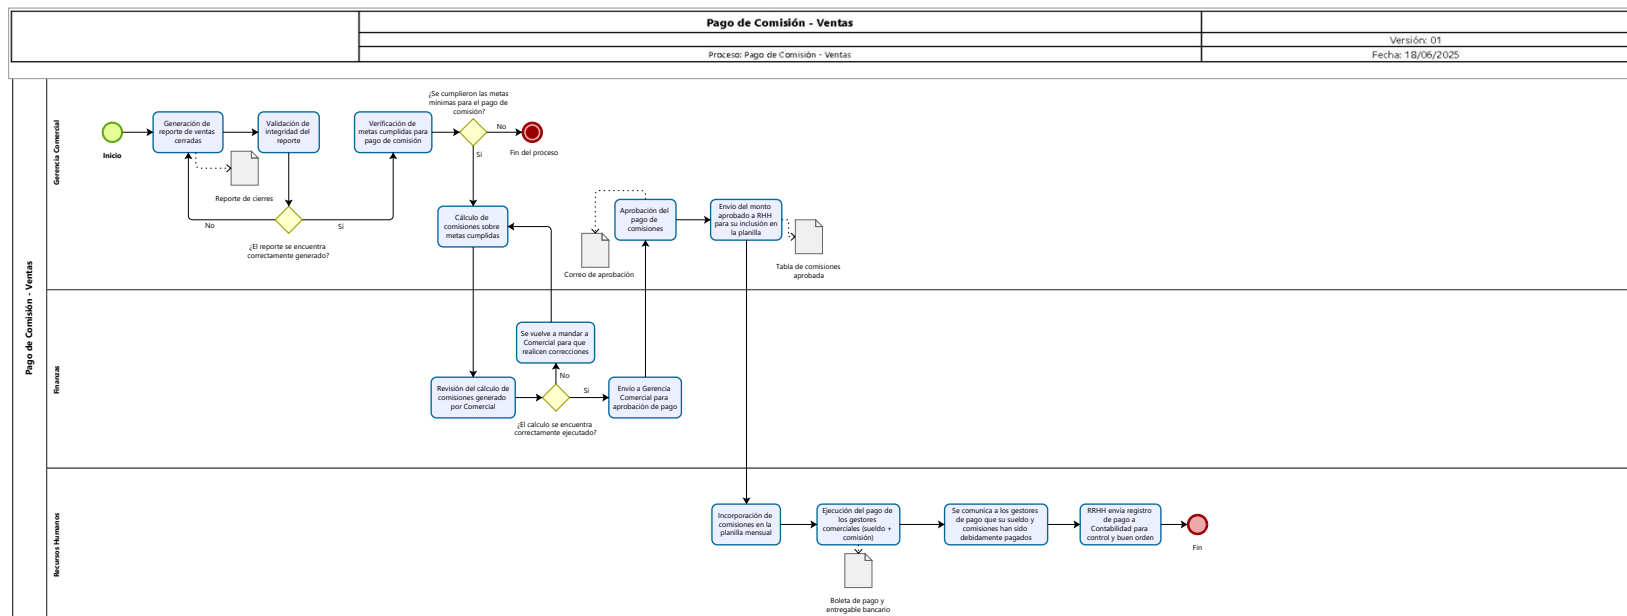 Pago de Comisión - Ventas
Versión: 01
Proceso: Pago de Comisión - Ventas
Fecha: 18/06/2025
Pago de Comisión - Ventas
Gerencia Comercial
Inicio
Generación de
reporte de ventas
cerradas
Validación de
integridad del
reporte
Reporte de cierres
No
Sí
¿El reporte se encuentra
correctamente generado?
Verificación de
metas cumplidas para
pago de comisión
¿Se cumplieron las metas
mínimas para el pago de
comisión?
No
Fin del proceso
Sí
Cálculo de
comisiones sobre
metas cumplidas
Correo de aprobación
Aprobación del
pago de
comisiones
Envío del monto
aprobado a RHH
para su inclusión en
la planilla
Tabla de comisiones
aprobada
Finanzas
Se vuelve a mandar a
Comercial para que
realicen correcciones
No
Revisión del cálculo de
comisiones generado
por Comercial
Sí
¿El calculo se encuentra
correctamente ejecutado?
Envío a Gerencia
Comercial para
aprobación de pago
Recursos Humanos
Incorporación de
comisiones en la
planilla mensual
Ejecución del pago de
los gestores
comerciales (sueldo +
comisión)
Boleta de pago y
entregable bancario
Se comunica a los gestores
de pago que su sueldo y
comisiones han sido
debidamente pagados
RRHH envía registro
de pago a
Contabilidad para
control y buen orden
Fin